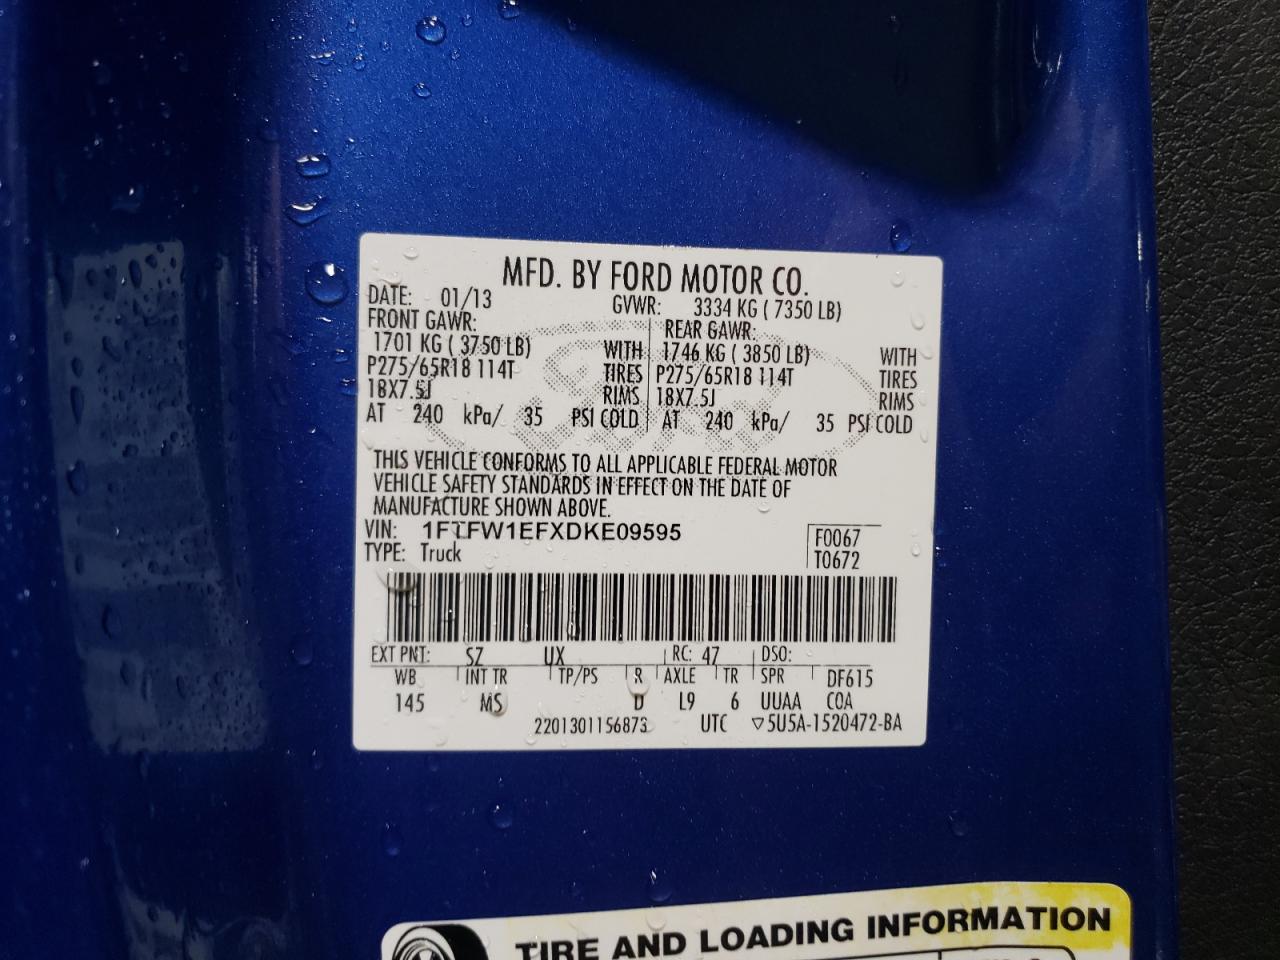 MFD. BY FORD MOTOR CO.
DATE: 01/13 GVWR: 3334 KG ( 7350 LB)
FRONT GAWR: REAR GAWR:
1701 KG ( 3750 LB) WITH 1746 KG ( 3850 LB) WITH
P275/65R18 114T TIRES P275/65R18 114T TIRES
18X7.5J RIMS 18X7.5J RIMS
AT 240 kPa/ 35 PSI COLD AT 240 kPa/ 35 PSI COLD
THIS VEHICLE CONFORMS TO ALL APPLICABLE FEDERAL MOTOR
VEHICLE SAFETY STANDARDS IN EFFECT ON THE DATE OF
MANUFACTURE SHOWN ABOVE.
VIN: 1FTFW1EFXDKE09595 F0067
TYPE: Truck T0672
EXT PNT: SZ UX RC: 47 DSO:
WB INT TR TP/PS R AXLE TR SPR DF615
145 MS D L9 6 UUAA COA
2201301156873 UTC ▽5U5A-1520472-BA
TIRE AND LOADING INFORMATION